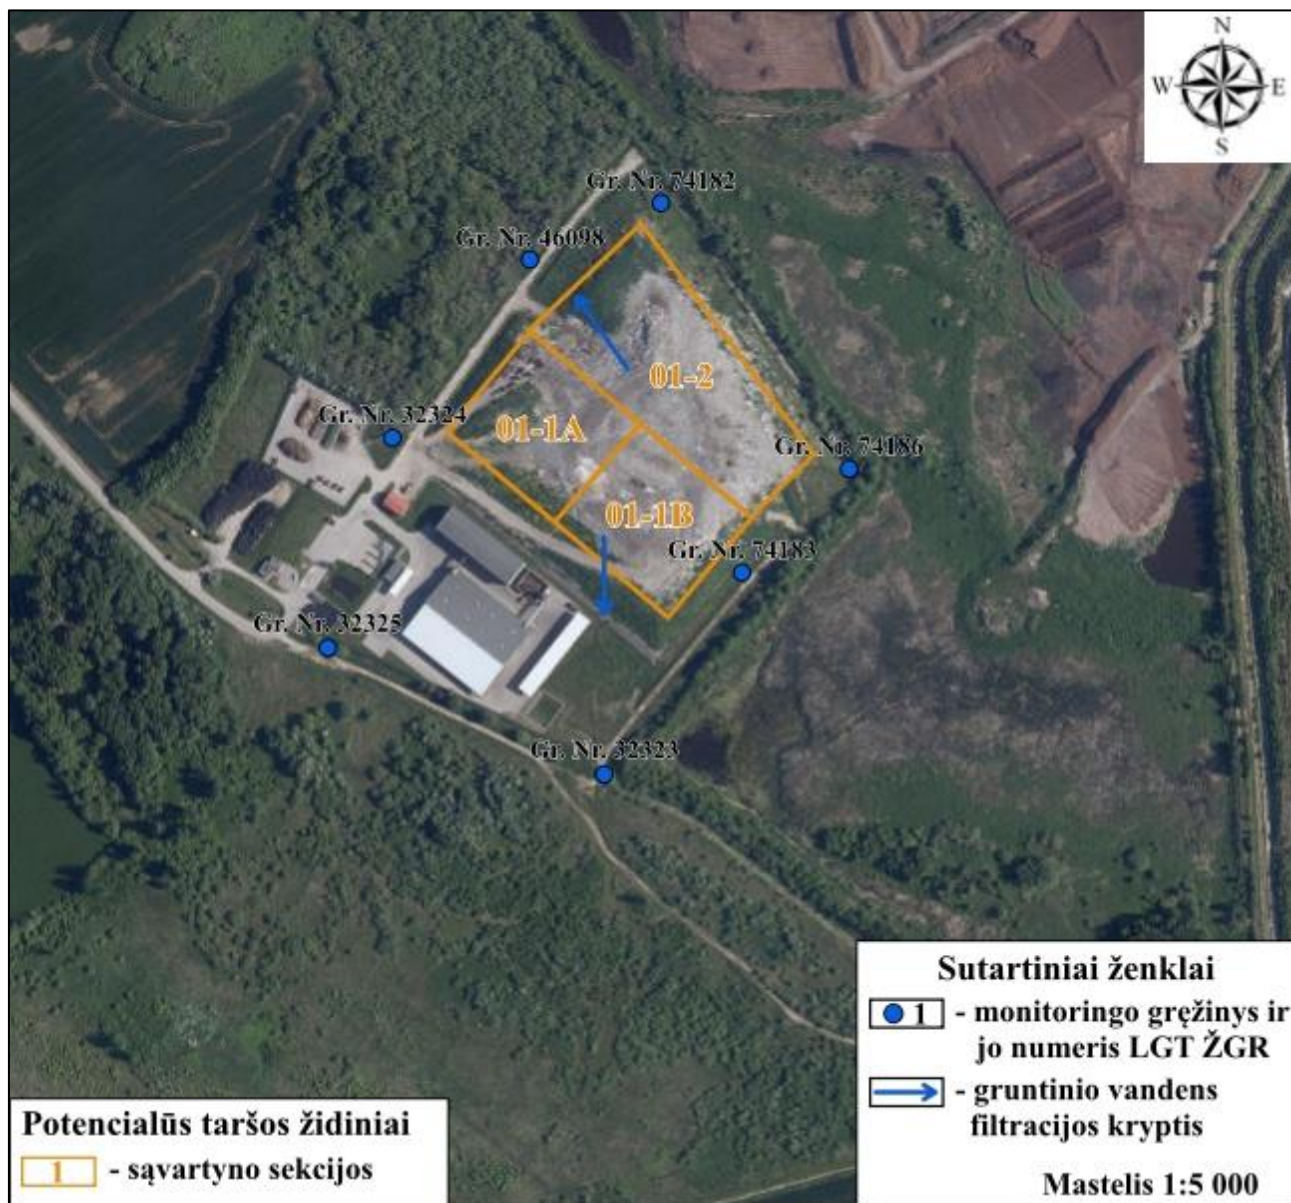 N
W E
S
Gr. Nr. 74182
Gr. Nr. 46098
01-2
Gr. Nr. 32324
01-1A
Gr. Nr. 74186
01-1B
Gr. Nr. 74183
Gr. Nr. 32325
Gr. Nr. 32323
Sutartiniai ženklai
1 - monitoringo gręžinys ir
jo numeris LGT ŽGR
- gruntinio vandens
filtracijos kryptis
Mastelis 1:5 000
Potencialūs taršos židiniai
1 - sąvartyno sekcijos